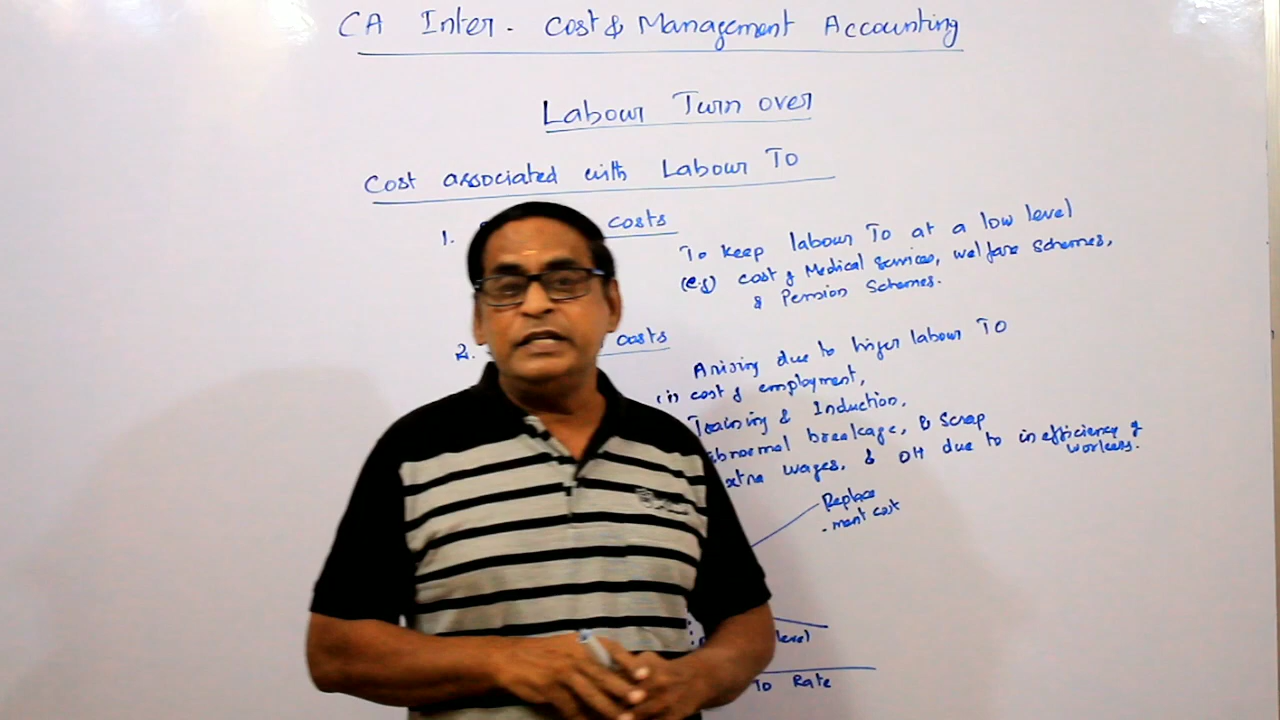 CA Inter. Cost & Management Accounting
Labour Turn over
Cost associated with Labour TO
1. costs
To keep labour To at a low level
(e.g) cost of Medical Services, welfare schemes,
& Pension Schemes.
2. costs
Arising due to higer labour TO
(i) cost of employment,
Training & Induction,
abnormal breakage, & Scrap
xtra wages, & OH due to inefficiency of
workers.
Replace
. ment cost
level
To Rate